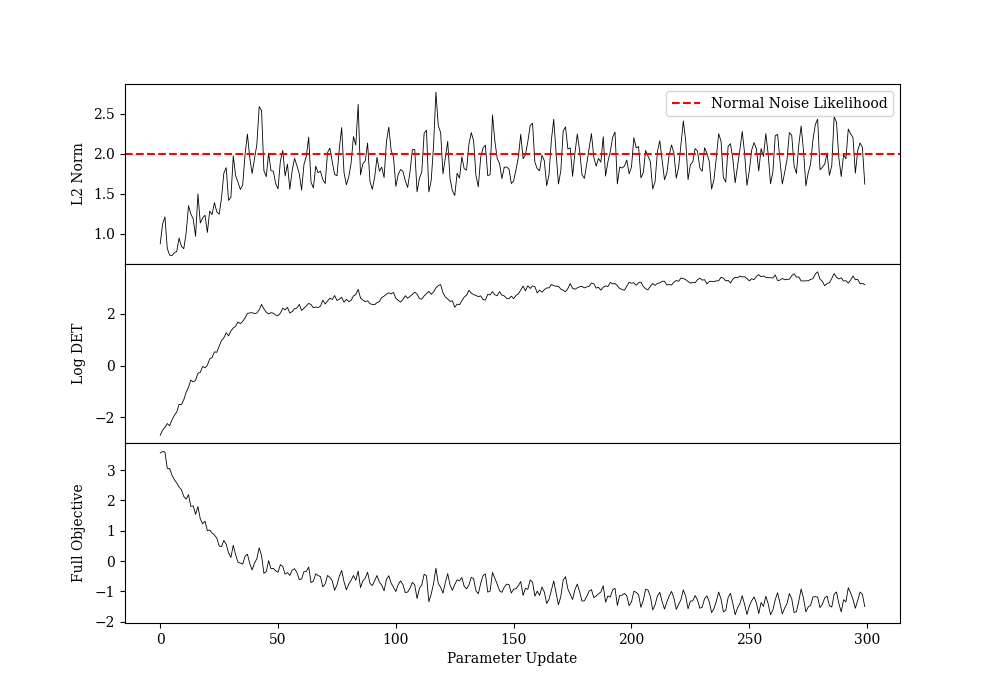 2.5
2.0
1.5
1.0
L2 Norm
Normal Noise Likelihood
2
0
−2
Log DET
3
2
1
0
−1
−2
Full Objective
0 50 100 150 200 250 300
Parameter Update